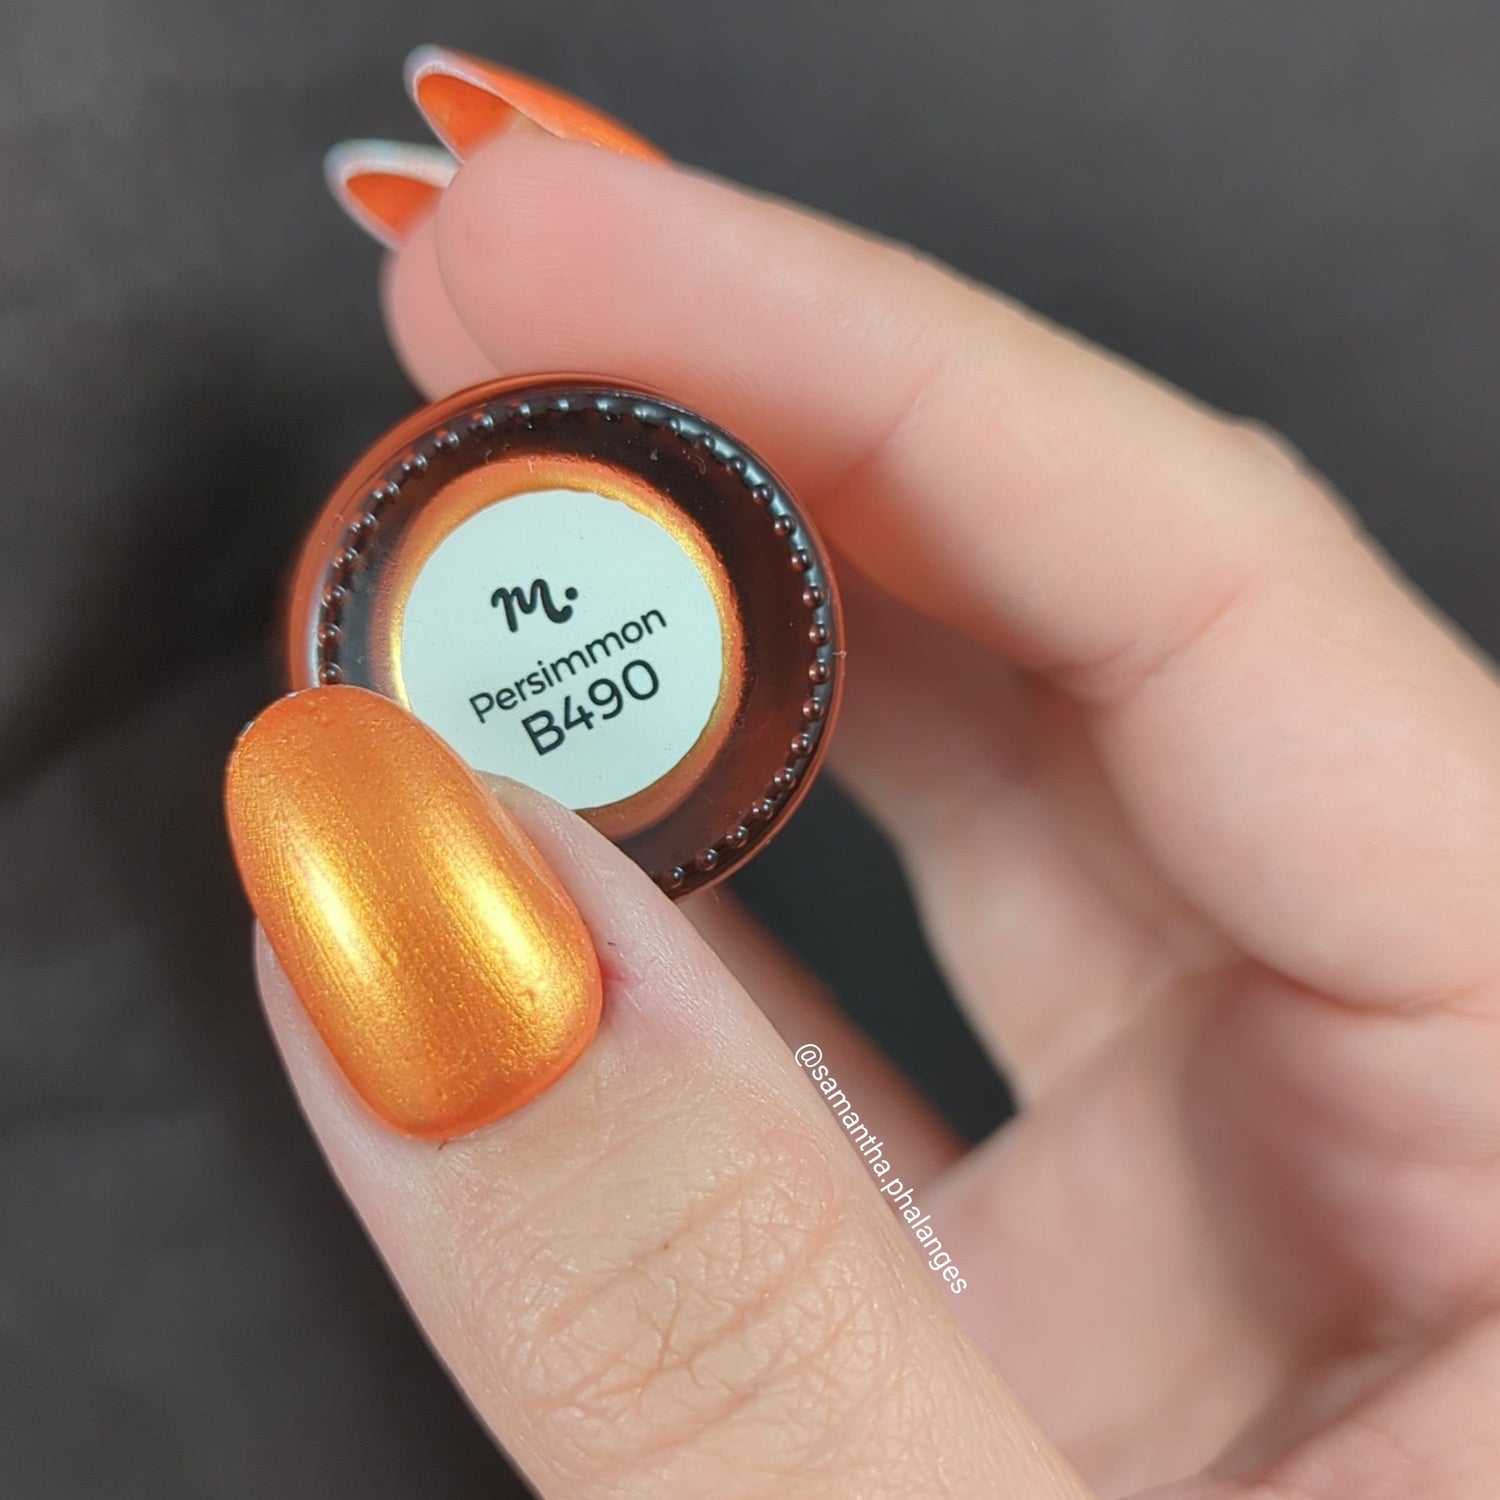 m.
Persimmon
B490
@samantha.phalanges